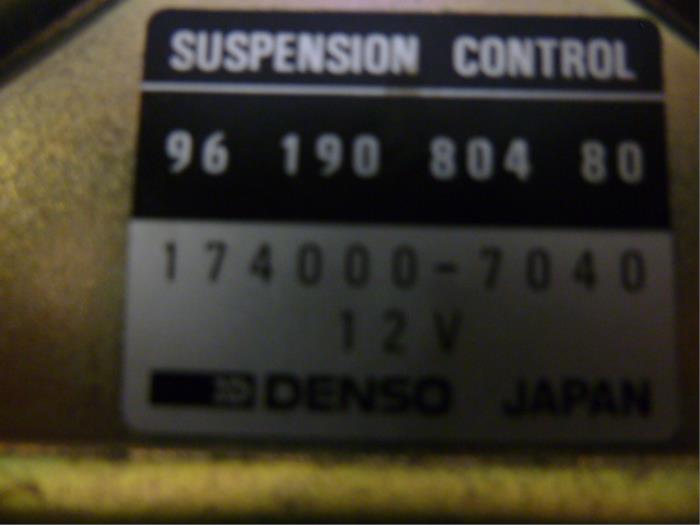 SUSPENSION CONTROL
96 190 804 80
174000-7040
12V
DENSO JAPAN